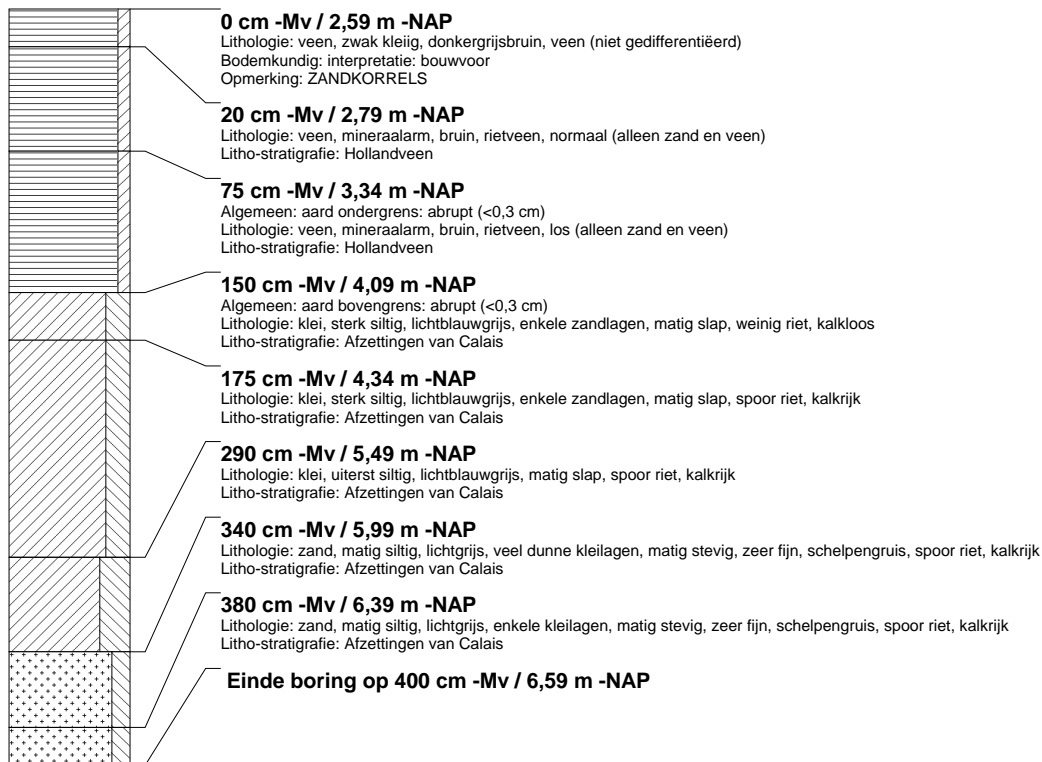 0 cm -Mv / 2,59 m -NAP
Lithologie: veen, zwak kleiig, donkergrijsbruin, veen (niet gedifferentiëerd)
Bodemkundig: interpretatie: bouwvoor
Opmerking: ZANDKORRELS
20 cm -Mv / 2,79 m -NAP
Lithologie: veen, mineraalarm, bruin, rietveen, normaal (alleen zand en veen)
Litho-stratigrafie: Hollandveen
75 cm -Mv / 3,34 m -NAP
Algemeen: aard ondergrens: abrupt (<0,3 cm)
Lithologie: veen, mineraalarm, bruin, rietveen, los (alleen zand en veen)
Litho-stratigrafie: Hollandveen
150 cm -Mv / 4,09 m -NAP
Algemeen: aard bovengrens: abrupt (<0,3 cm)
Lithologie: klei, sterk siltig, lichtblauwgrijs, enkele zandlagen, matig slap, weinig riet, kalkloos
Litho-stratigrafie: Afzettingen van Calais
175 cm -Mv / 4,34 m -NAP
Lithologie: klei, sterk siltig, lichtblauwgrijs, enkele zandlagen, matig slap, spoor riet, kalkrijk
Litho-stratigrafie: Afzettingen van Calais
290 cm -Mv / 5,49 m -NAP
Lithologie: klei, uiterst siltig, lichtblauwgrijs, matig slap, spoor riet, kalkrijk
Litho-stratigrafie: Afzettingen van Calais
340 cm -Mv / 5,99 m -NAP
Lithologie: zand, matig siltig, lichtgrijs, veel dunne kleilagen, matig stevig, zeer fijn, schelpengruis, spoor riet, kalkrijk
Litho-stratigrafie: Afzettingen van Calais
380 cm -Mv / 6,39 m -NAP
Lithologie: zand, matig siltig, lichtgrijs, enkele kleilagen, matig stevig, zeer fijn, schelpengruis, spoor riet, kalkrijk
Litho-stratigrafie: Afzettingen van Calais
Einde boring op 400 cm -Mv / 6,59 m -NAP